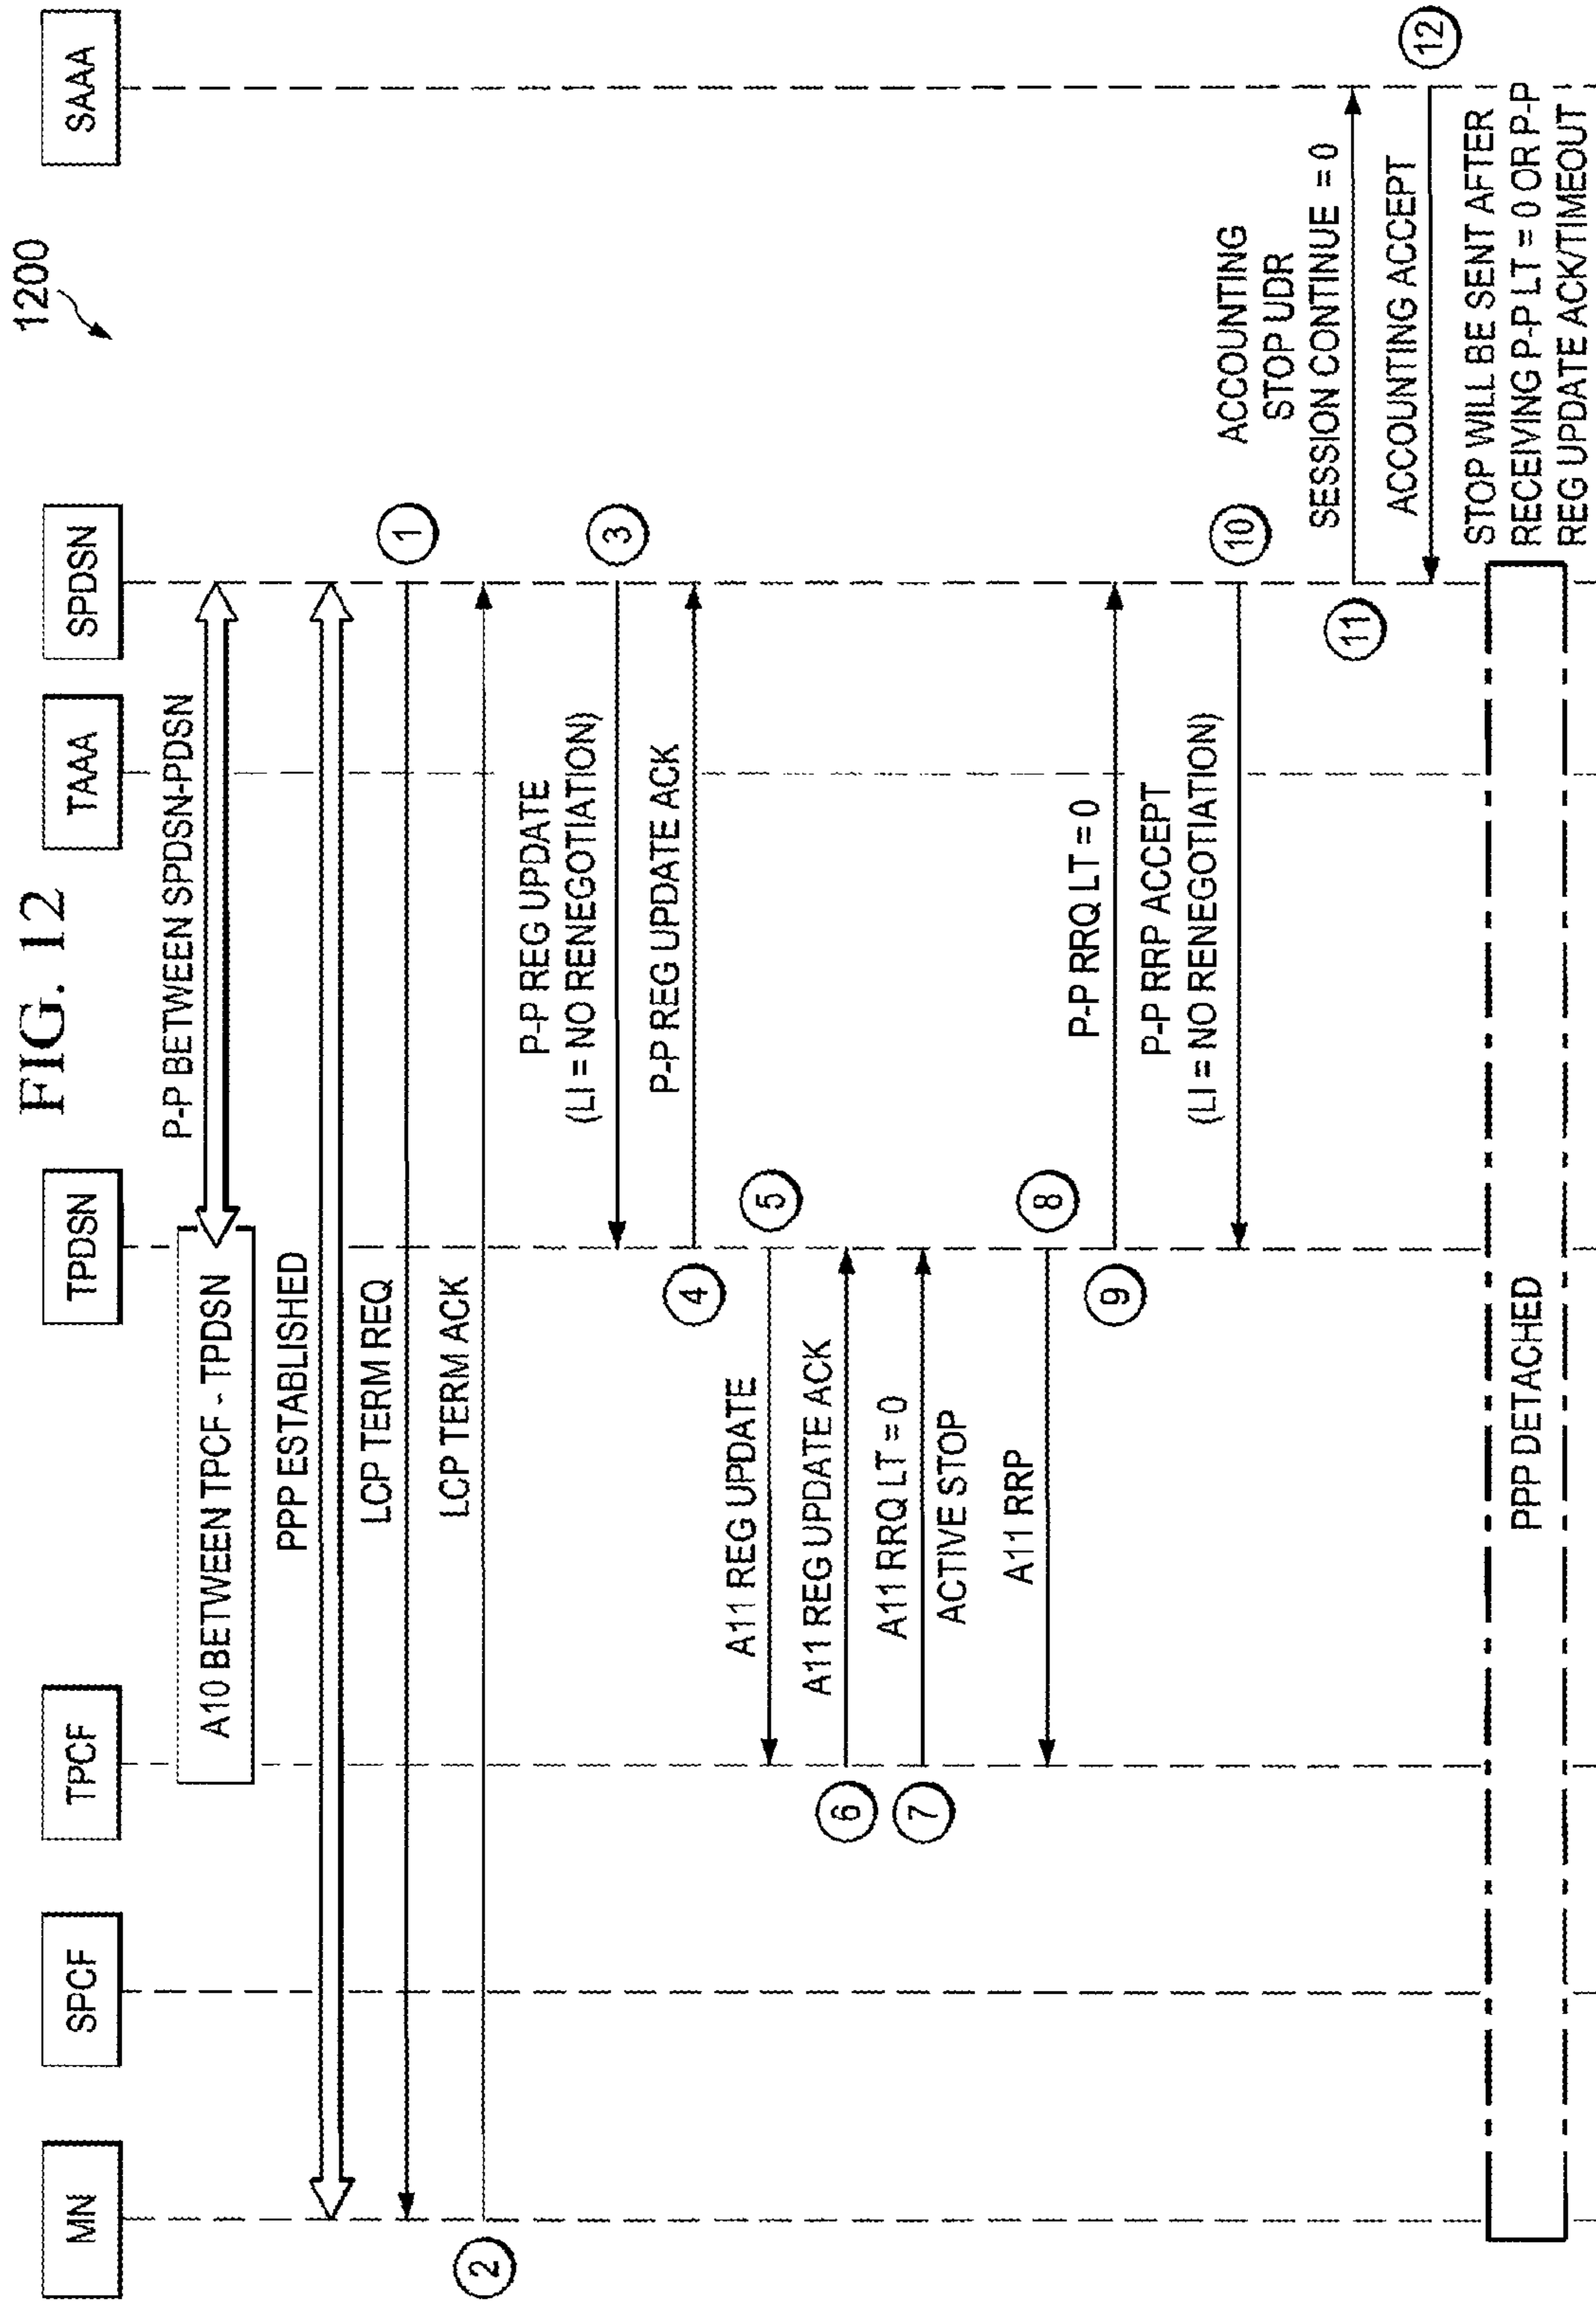 FIG. 12
1200
MN
SPCF
TPCF
TPDSN
TAAA
SPDSN
SAAA
A10 BETWEEN TPCF - TPDSN
P-P BETWEEN SPDSN-PDSN
PPP ESTABLISHED
LCP TERM REQ
1
LCP TERM ACK
2
P-P REG UPDATE
(LI = NO RENEGOTIATION)
3
P-P REG UPDATE ACK
4
A11 REG UPDATE
5
A11 REG UPDATE ACK
6
A11 RRQ LT = 0
ACTIVE STOP
7
A11 RRP
8
P-P RRQ LT = 0
9
P-P RRP ACCEPT
(LI = NO RENEGOTIATION)
10
ACCOUNTING
STOP UDR
SESSION CONTINUE = 0
11
ACCOUNTING ACCEPT
12
STOP WILL BE SENT AFTER
RECEIVING P-P LT = 0 OR P-P
REG UPDATE ACK/TIMEOUT
PPP DETACHED